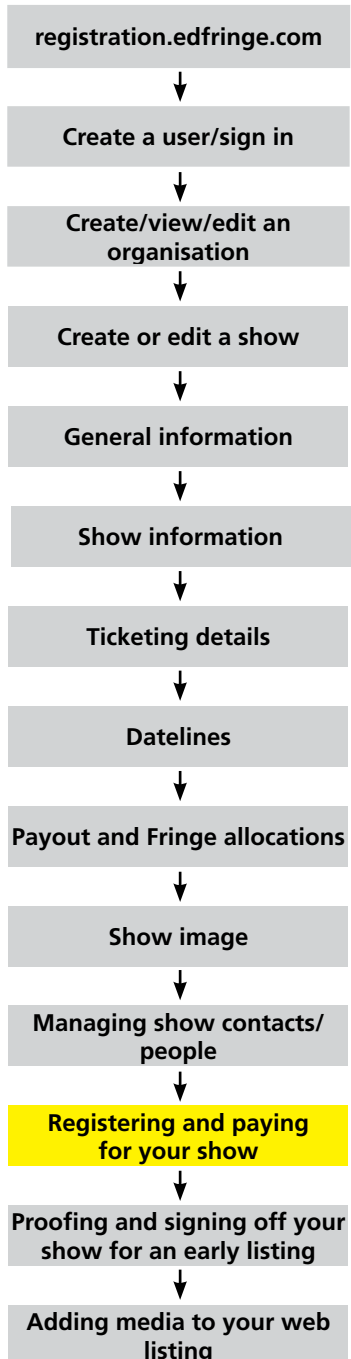 registration.edfringe.com
Create a user/sign in
Create/view/edit an
organisation
Create or edit a show
General information
Show information
Ticketing details
Datelines
Payout and Fringe allocations
Show image
Managing show contacts/
people
Registering and paying
for your show
Proofing and signing off your
show for an early listing
Adding media to your web
listing